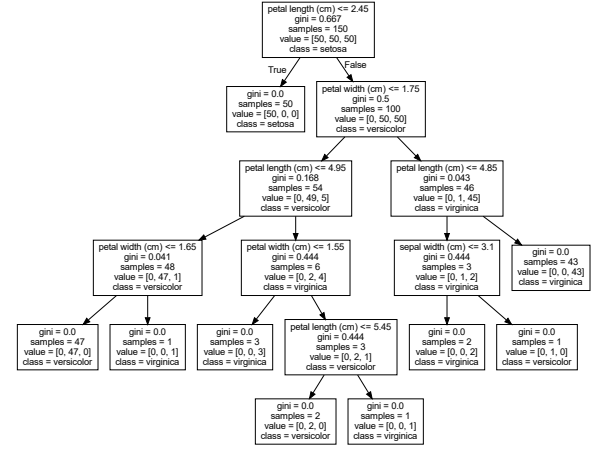 petal length (cm) <= 2.45
gini = 0.667
samples = 150
value = [50, 50, 50]
class = setosa
True
False
gini = 0.0
samples = 50
value = [50, 0, 0]
class = setosa
petal width (cm) <= 1.75
gini = 0.5
samples = 100
value = [0, 50, 50]
class = versicolor
petal length (cm) <= 4.95
gini = 0.168
samples = 54
value = [0, 49, 5]
class = versicolor
petal length (cm) <= 4.85
gini = 0.043
samples = 46
value = [0, 1, 45]
class = virginica
petal width (cm) <= 1.65
gini = 0.041
samples = 48
value = [0, 47, 1]
class = versicolor
petal width (cm) <= 1.55
gini = 0.444
samples = 6
value = [0, 2, 4]
class = virginica
sepal width (cm) <= 3.1
gini = 0.444
samples = 3
value = [0, 1, 2]
class = virginica
gini = 0.0
samples = 43
value = [0, 0, 43]
class = virginica
gini = 0.0
samples = 47
value = [0, 47, 0]
class = versicolor
gini = 0.0
samples = 1
value = [0, 0, 1]
class = virginica
gini = 0.0
samples = 3
value = [0, 0, 3]
class = virginica
petal length (cm) <= 5.45
gini = 0.444
samples = 3
value = [0, 2, 1]
class = versicolor
gini = 0.0
samples = 2
value = [0, 0, 2]
class = virginica
gini = 0.0
samples = 1
value = [0, 1, 0]
class = versicolor
gini = 0.0
samples = 2
value = [0, 2, 0]
class = versicolor
gini = 0.0
samples = 1
value = [0, 0, 1]
class = virginica